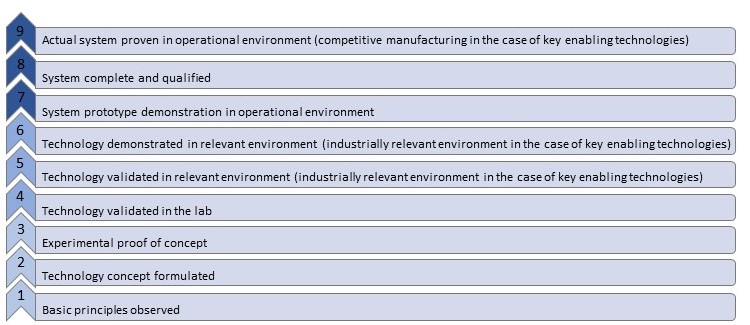 9
Actual system proven in operational environment (competitive manufacturing in the case of key enabling technologies)
8
System complete and qualified
7
System prototype demonstration in operational environment
6
Technology demonstrated in relevant environment (industrially relevant environment in the case of key enabling technologies)
5
Technology validated in relevant environment (industrially relevant environment in the case of key enabling technologies)
4
Technology validated in the lab
3
Experimental proof of concept
2
Technology concept formulated
1
Basic principles observed